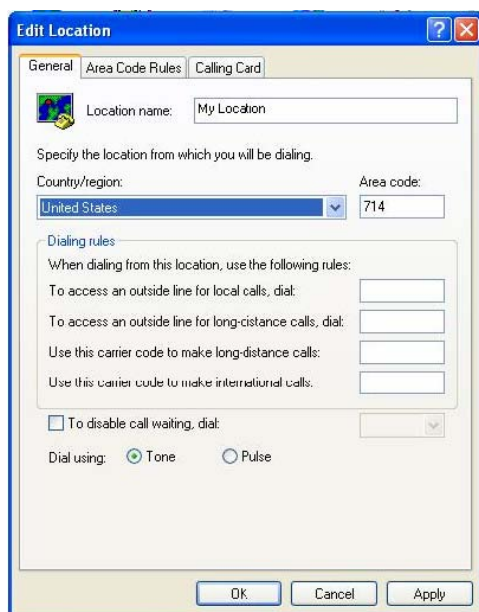 Edit Location
General Area Code Rules Calling Card
Location name: My Location
Specify the location from which you will be dialing.
Country/region: Area code:
United States 714
Dialing rules
When dialing from this location, use the following rules:
To access an outside line for local calls, dial:
To access an outside line for long-cistance calls, dial:
Use this carrier code to make long-distance calls:
Use this carrier code to make international calls.
To disable call waiting, dial:
Dial using: Tone Pulse
OK Cancel Apply